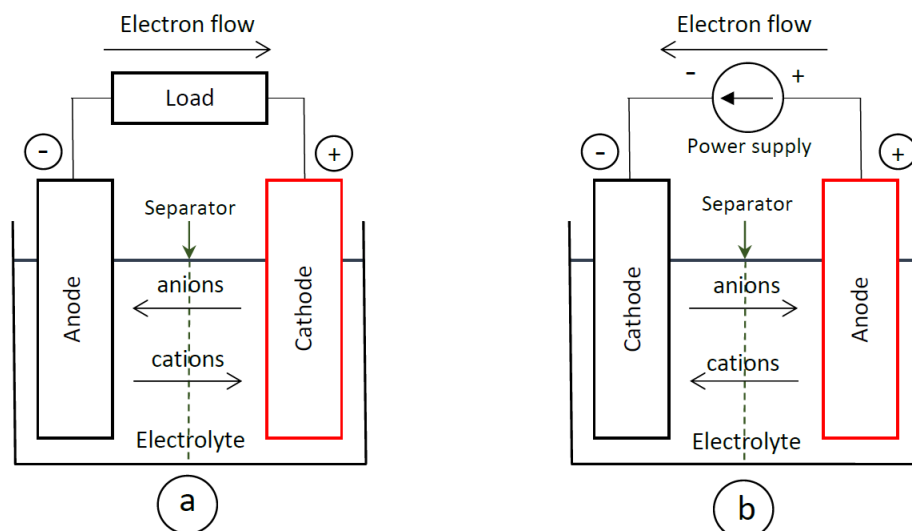 Electron flow
Load
-
+
Separator
Anode
anions
Cathode
cations
Electrolyte
a
Electron flow
-
+
Power supply
-
+
Separator
Cathode
anions
Anode
cations
Electrolyte
b